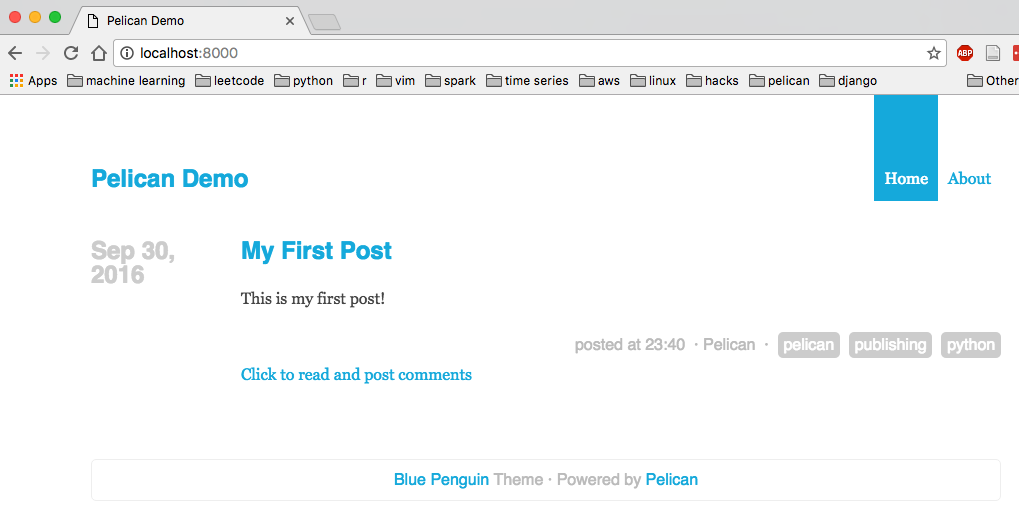 Pelican Demo
localhost:8000
ABP
Apps machine learning leetcode python r vim spark time series aws linux hacks pelican django Other
Pelican Demo
Home About
Sep 30,
2016
My First Post
This is my first post!
posted at 23:40 · Pelican · pelican publishing python
Click to read and post comments
Blue Penguin Theme · Powered by Pelican